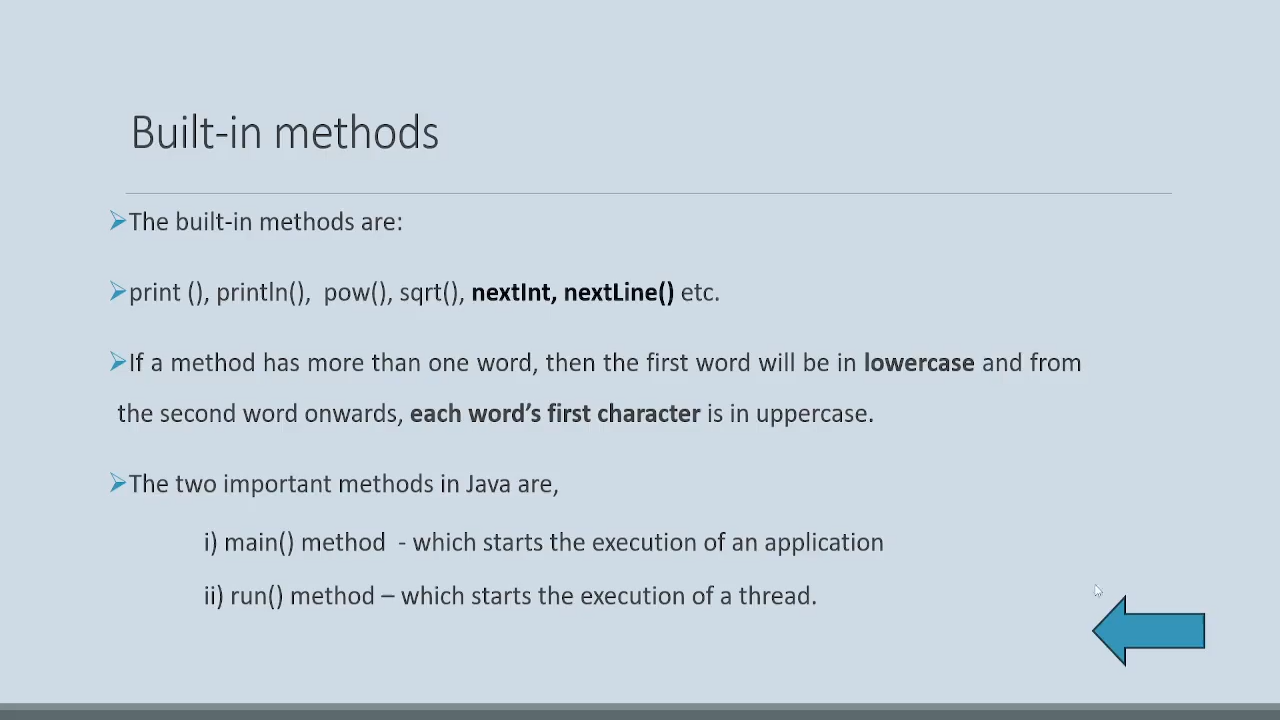 Built-in methods
The built-in methods are:
print (), println(), pow(), sqrt(), nextInt, nextLine() etc.
If a method has more than one word, then the first word will be in lowercase and from
the second word onwards, each word’s first character is in uppercase.
The two important methods in Java are,
i) main() method - which starts the execution of an application
ii) run() method – which starts the execution of a thread.